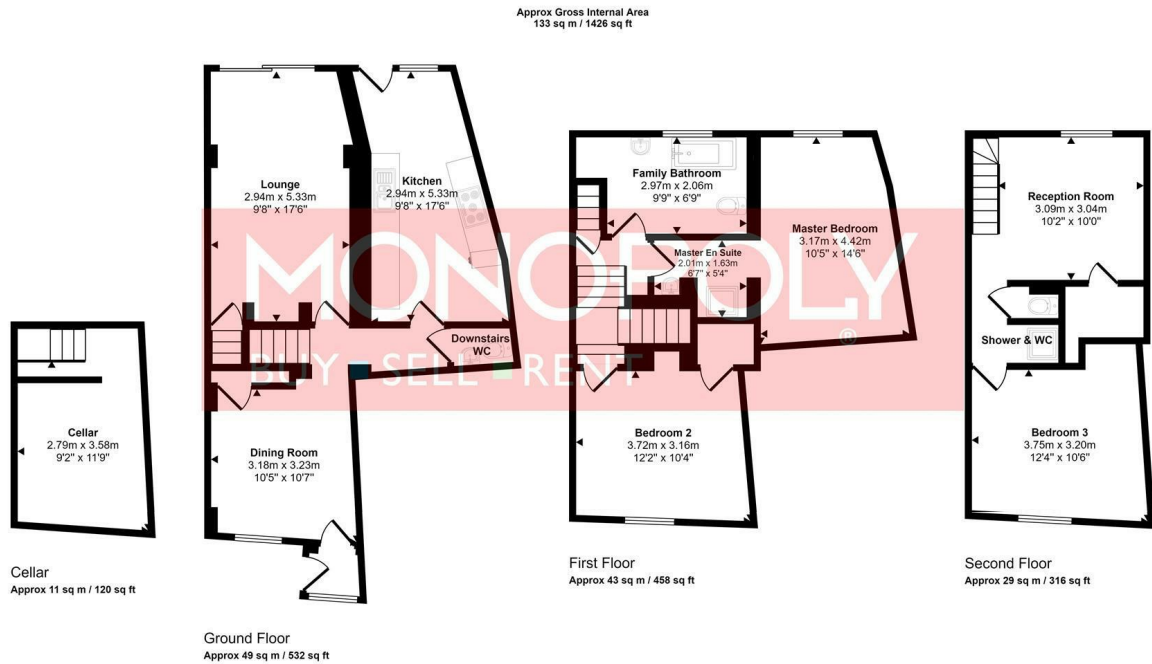 Approx Gross Internal Area
133 sq m / 1426 sq ft
Lounge
2.94m x 5.33m
9'8" x 17'6"
Kitchen
2.94m x 5.33m
9'8" x 17'6"
Downstairs
WC
Dining Room
3.18m x 3.23m
10'5" x 10'7"
Cellar
2.79m x 3.58m
9'2" x 11'9"
Family Bathroom
2.97m x 2.06m
9'9" x 6'9"
Master En Suite
2.01m x 1.63m
6'7" x 5'4"
Master Bedroom
3.17m x 4.42m
10'5" x 14'6"
Bedroom 2
3.72m x 3.16m
12'2" x 10'4"
Reception Room
3.09m x 3.04m
10'2" x 10'0"
Shower & WC
Bedroom 3
3.75m x 3.20m
12'4" x 10'6"
MONOPOLY
®
BUY SELL RENT
Cellar
Approx 11 sq m / 120 sq ft
Ground Floor
Approx 49 sq m / 532 sq ft
First Floor
Approx 43 sq m / 458 sq ft
Second Floor
Approx 29 sq m / 316 sq ft